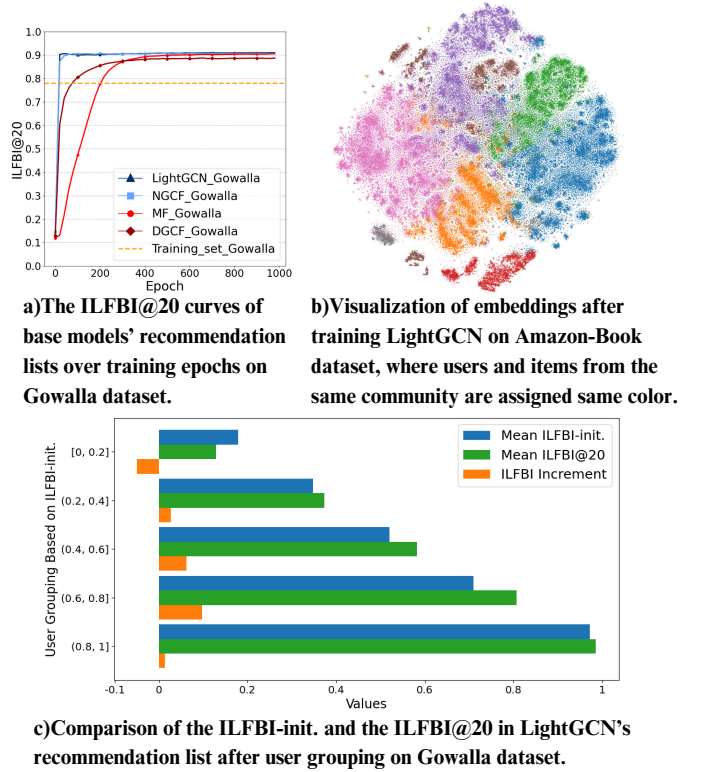 1.0
0.9
0.8
0.7
0.6
0.5
0.4
0.3
0.2
0.1
0.0
ILFBI@20
LightGCN_Gowalla
NGCF_Gowalla
MF_Gowalla
DGCF_Gowalla
Training_set_Gowalla
0 200 400 600 800 1000
Epoch
a)The ILFBI@20 curves of
base models’ recommendation
lists over training epochs on
Gowalla dataset.
b)Visualization of embeddings after
training LightGCN on Amazon-Book
dataset, where users and items from the
same community are assigned same color.
User Grouping Based on ILFBI-init.
[0, 0.2]
(0.2, 0.4]
(0.4, 0.6]
(0.6, 0.8]
(0.8, 1]
Mean ILFBI-init.
Mean ILFBI@20
ILFBI Increment
-0.1 0 0.2 0.4 0.6 0.8 1
Values
c)Comparison of the ILFBI-init. and the ILFBI@20 in LightGCN’s
recommendation list after user grouping on Gowalla dataset.